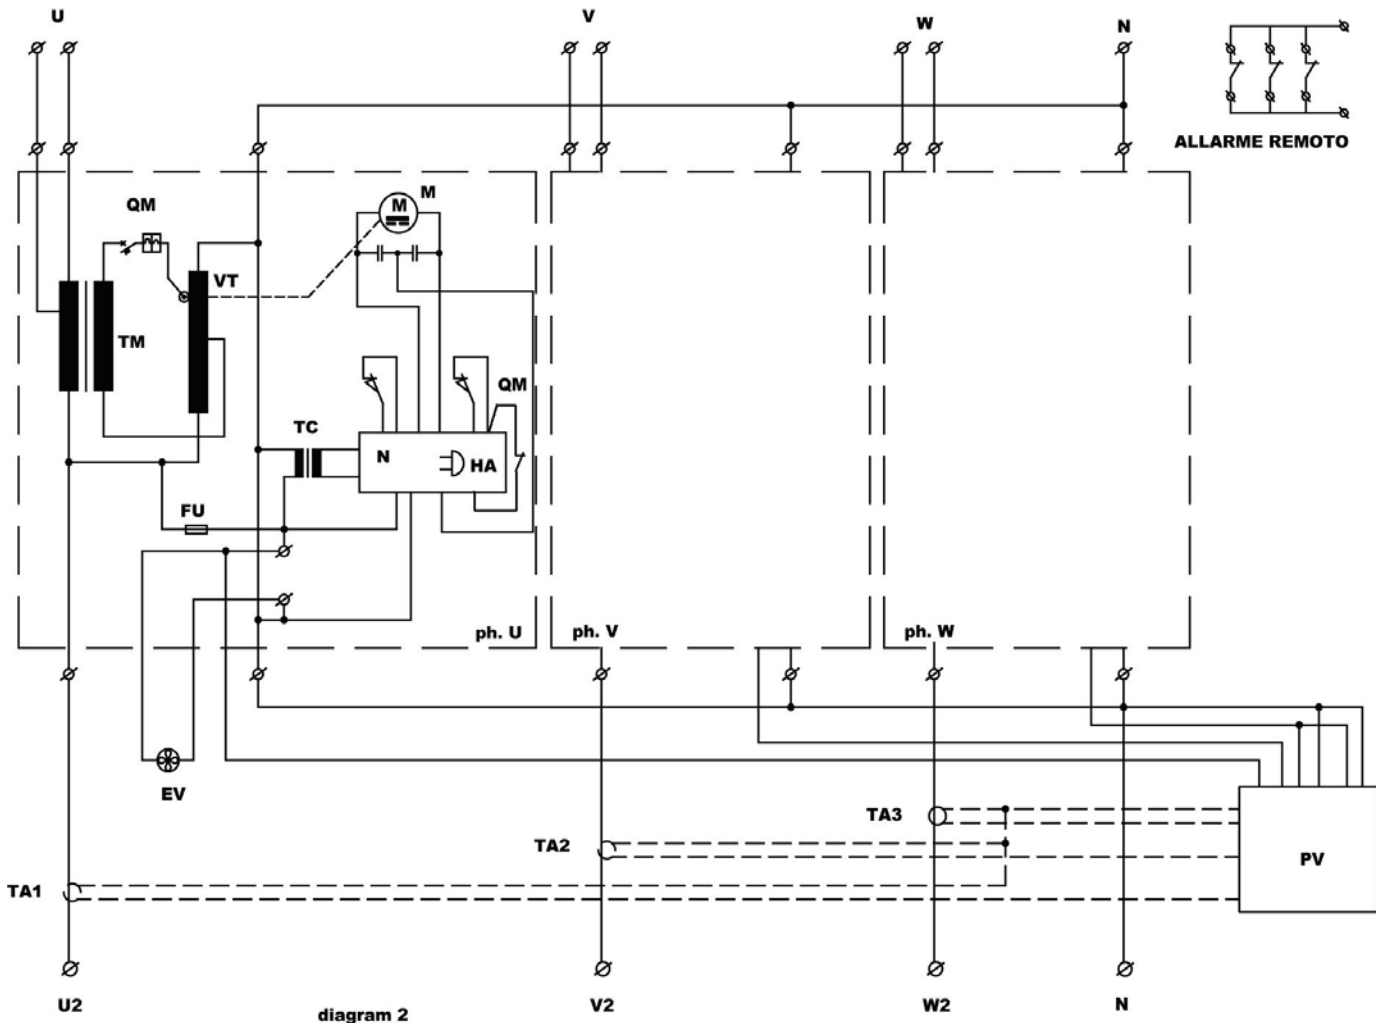 U
V
W
N
ALLARME REMOTO
QM
M
M
VT
TM
QM
TC
N
HA
FU
ph. U
ph. V
ph. W
EV
TA3
TA2
PV
TA1
U2
V2
W2
N
diagram 2